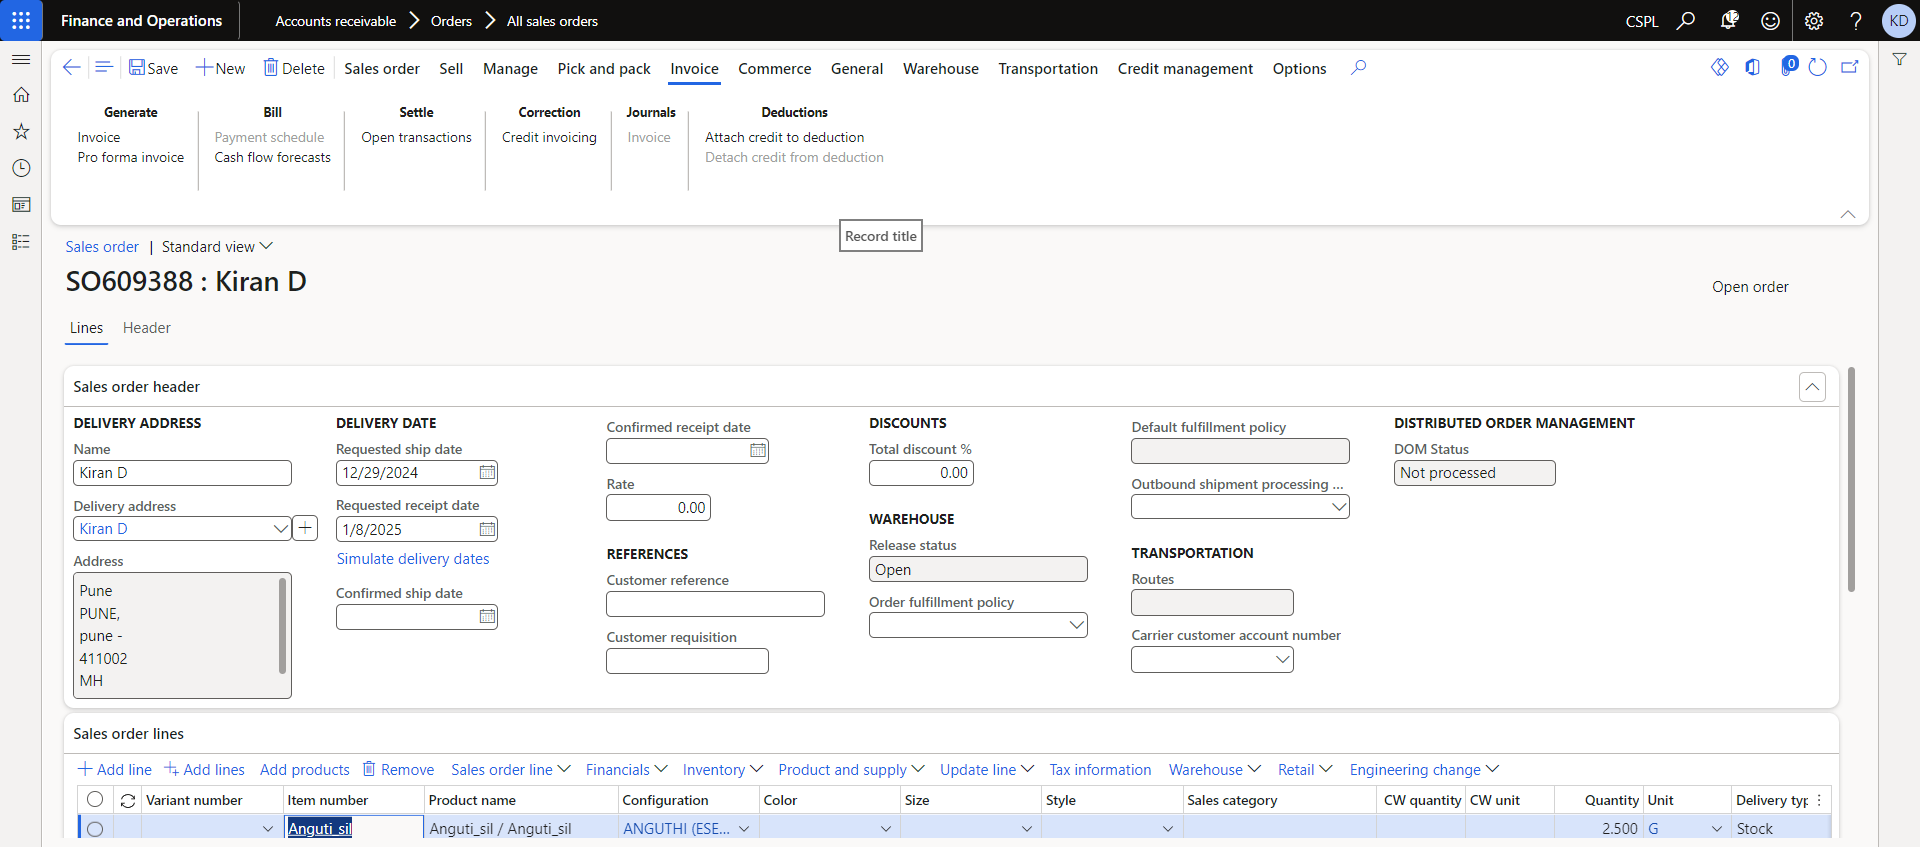 Finance and Operations
Accounts receivable
Orders
All sales orders
CSPL
12
KD
Save
New
Delete
Sales order
Sell
Manage
Pick and pack
Invoice
Commerce
General
Warehouse
Transportation
Credit management
Options
0
Generate
Invoice
Pro forma invoice
Bill
Payment schedule
Cash flow forecasts
Settle
Open transactions
Correction
Credit invoicing
Journals
Invoice
Deductions
Attach credit to deduction
Detach credit from deduction
Record title
Sales order | Standard view
SO609388 : Kiran D
Open order
Lines
Header
Sales order header
DELIVERY ADDRESS
Name
Kiran D
Delivery address
Kiran D
Address
Pune
PUNE,
pune -
411002
MH
DELIVERY DATE
Requested ship date
12/29/2024
Requested receipt date
1/8/2025
Simulate delivery dates
Confirmed ship date
Confirmed receipt date
Rate
0.00
REFERENCES
Customer reference
Customer requisition
DISCOUNTS
Total discount %
0.00
WAREHOUSE
Release status
Open
Order fulfillment policy
Default fulfillment policy
Outbound shipment processing ...
TRANSPORTATION
Routes
Carrier customer account number
DISTRIBUTED ORDER MANAGEMENT
DOM Status
Not processed
Sales order lines
Add line
Add lines
Add products
Remove
Sales order line
Financials
Inventory
Product and supply
Update line
Tax information
Warehouse
Retail
Engineering change
Variant number
Item number
Product name
Configuration
Color
Size
Style
Sales category
CW quantity
CW unit
Quantity
Unit
Delivery typ
Anguti_sil
Anguti_sil / Anguti_sil
ANGUTHI (ESE...
2.500
G
Stock